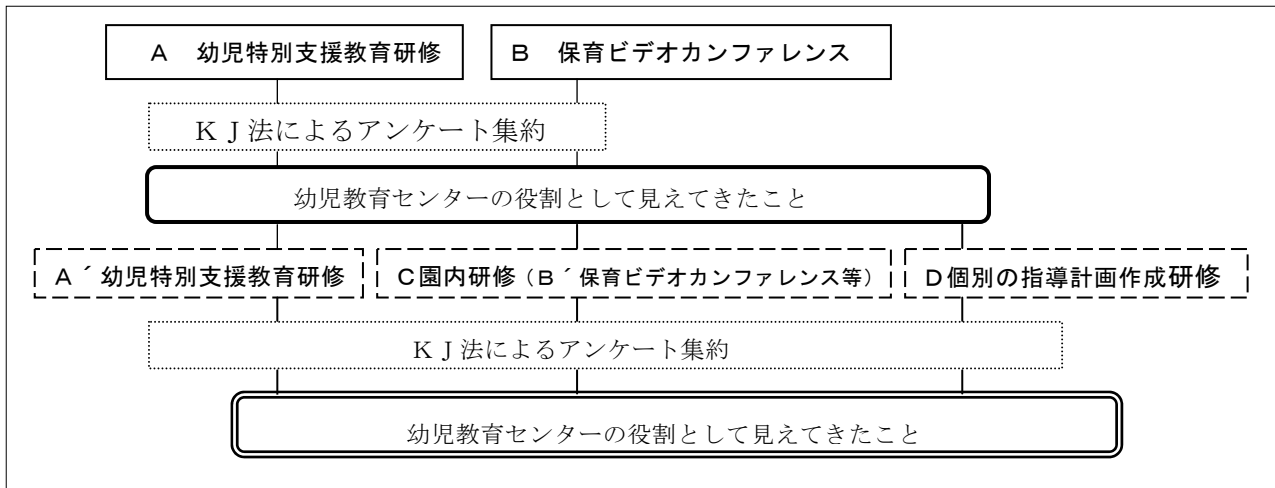 A　幼児特別支援教育研修
B　保育ビデオカンファレンス
ＫＪ法によるアンケート集約
幼児教育センターの役割として見えてきたこと
A´幼児特別支援教育研修
C園内研修（B´保育ビデオカンファレンス等）
D個別の指導計画作成研修
ＫＪ法によるアンケート集約
幼児教育センターの役割として見えてきたこと